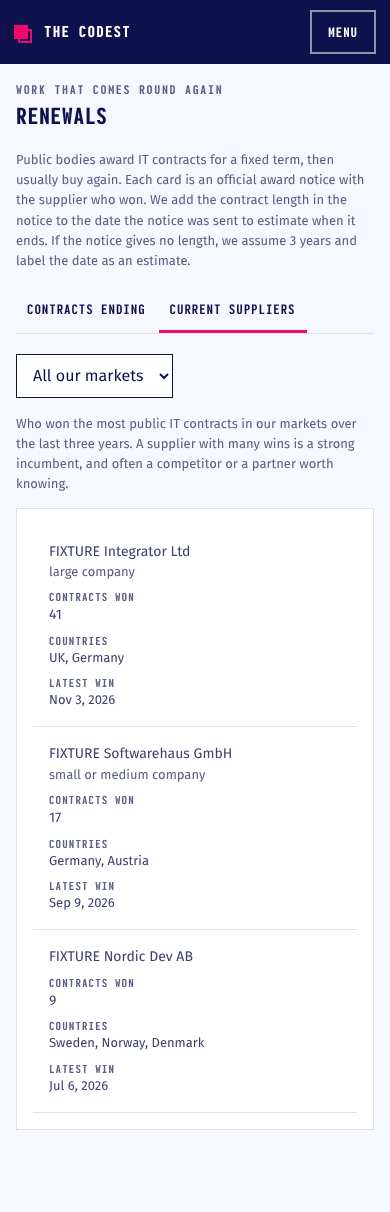 THE CODEST
MENU
WORK THAT COMES ROUND AGAIN
RENEWALS
Public bodies award IT contracts for a fixed term, then
usually buy again. Each card is an official award notice with
the supplier who won. We add the contract length in the
notice to the date the notice was sent to estimate when it
ends. If the notice gives no length, we assume 3 years and
label the date as an estimate.
CONTRACTS ENDING
CURRENT SUPPLIERS
All our markets
Who won the most public IT contracts in our markets over
the last three years. A supplier with many wins is a strong
incumbent, and often a competitor or a partner worth
knowing.
FIXTURE Integrator Ltd
large company
CONTRACTS WON
41
COUNTRIES
UK, Germany
LATEST WIN
Nov 3, 2026
FIXTURE Softwarehaus GmbH
small or medium company
CONTRACTS WON
17
COUNTRIES
Germany, Austria
LATEST WIN
Sep 9, 2026
FIXTURE Nordic Dev AB
CONTRACTS WON
9
COUNTRIES
Sweden, Norway, Denmark
LATEST WIN
Jul 6, 2026